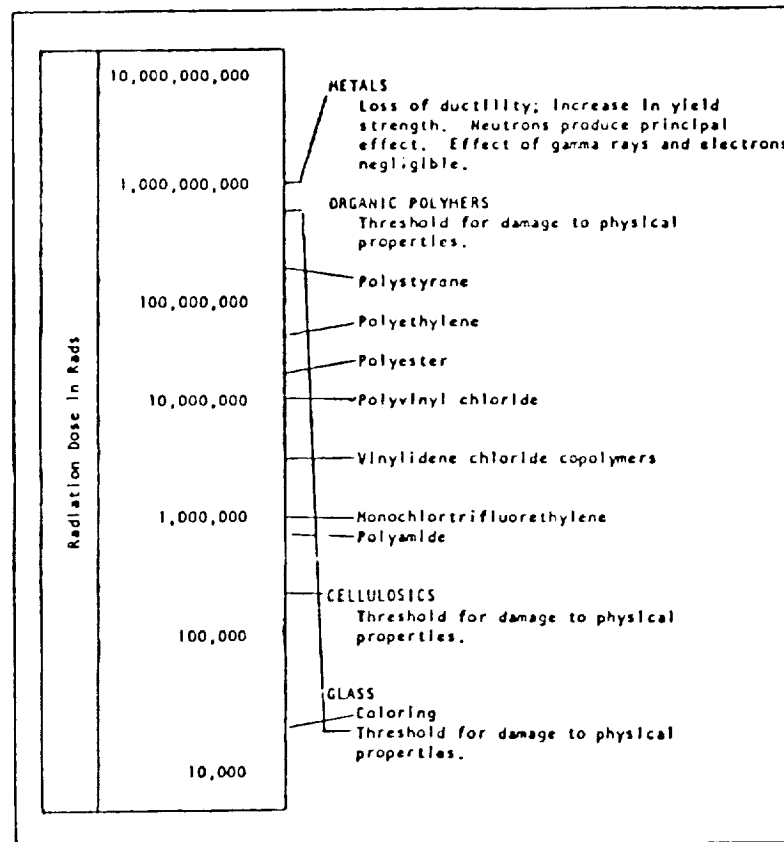 10,000,000,000
METALS
Loss of ductility; Increase in yield
strength. Neutrons produce principal
effect. Effect of gamma rays and electrons
negligible.
1,000,000,000
ORGANIC POLYMERS
Threshold for damage to physical
properties.
Polystyrane
100,000,000
Polyethylene
Polyester
10,000,000
Polyvinyl chloride
Vinylidene chloride copolymers
1,000,000
Monochlortrifluorethylene
Polyamide
CELLULOSICS
Threshold for damage to physical
properties.
100,000
GLASS
Coloring
Threshold for damage to physical
properties.
10,000
Radiation Dose in Rads